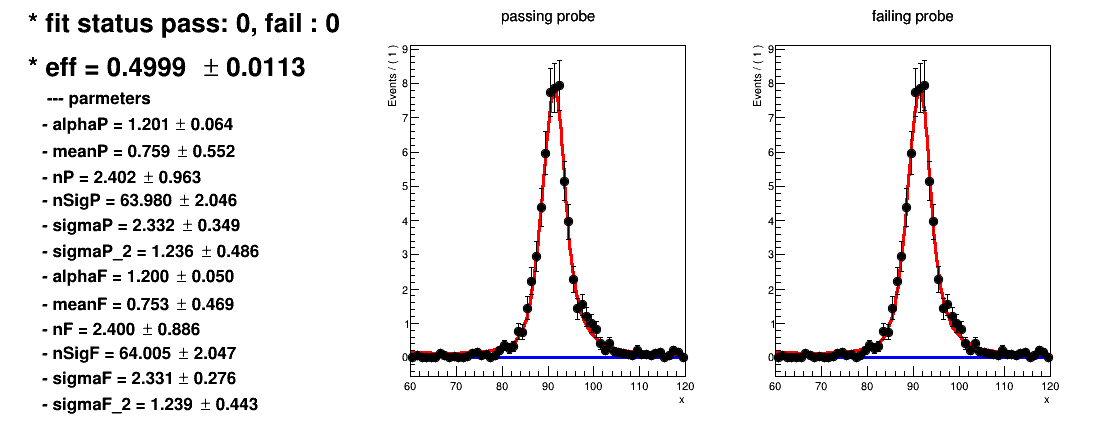 * fit status pass: 0, fail : 0
* eff = 0.4999 ± 0.0113
--- parmeters
- alphaP = 1.201 ± 0.064
- meanP = 0.759 ± 0.552
- nP = 2.402 ± 0.963
- nSigP = 63.980 ± 2.046
- sigmaP = 2.332 ± 0.349
- sigmaP_2 = 1.236 ± 0.486
- alphaF = 1.200 ± 0.050
- meanF = 0.753 ± 0.469
- nF = 2.400 ± 0.886
- nSigF = 64.005 ± 2.047
- sigmaF = 2.331 ± 0.276
- sigmaF_2 = 1.239 ± 0.443
passing probe
Events / ( 1 )
9
8
7
6
5
4
3
2
1
0
60 70 80 90 100 110 120
x
failing probe
Events / ( 1 )
9
8
7
6
5
4
3
2
1
0
60 70 80 90 100 110 120
x